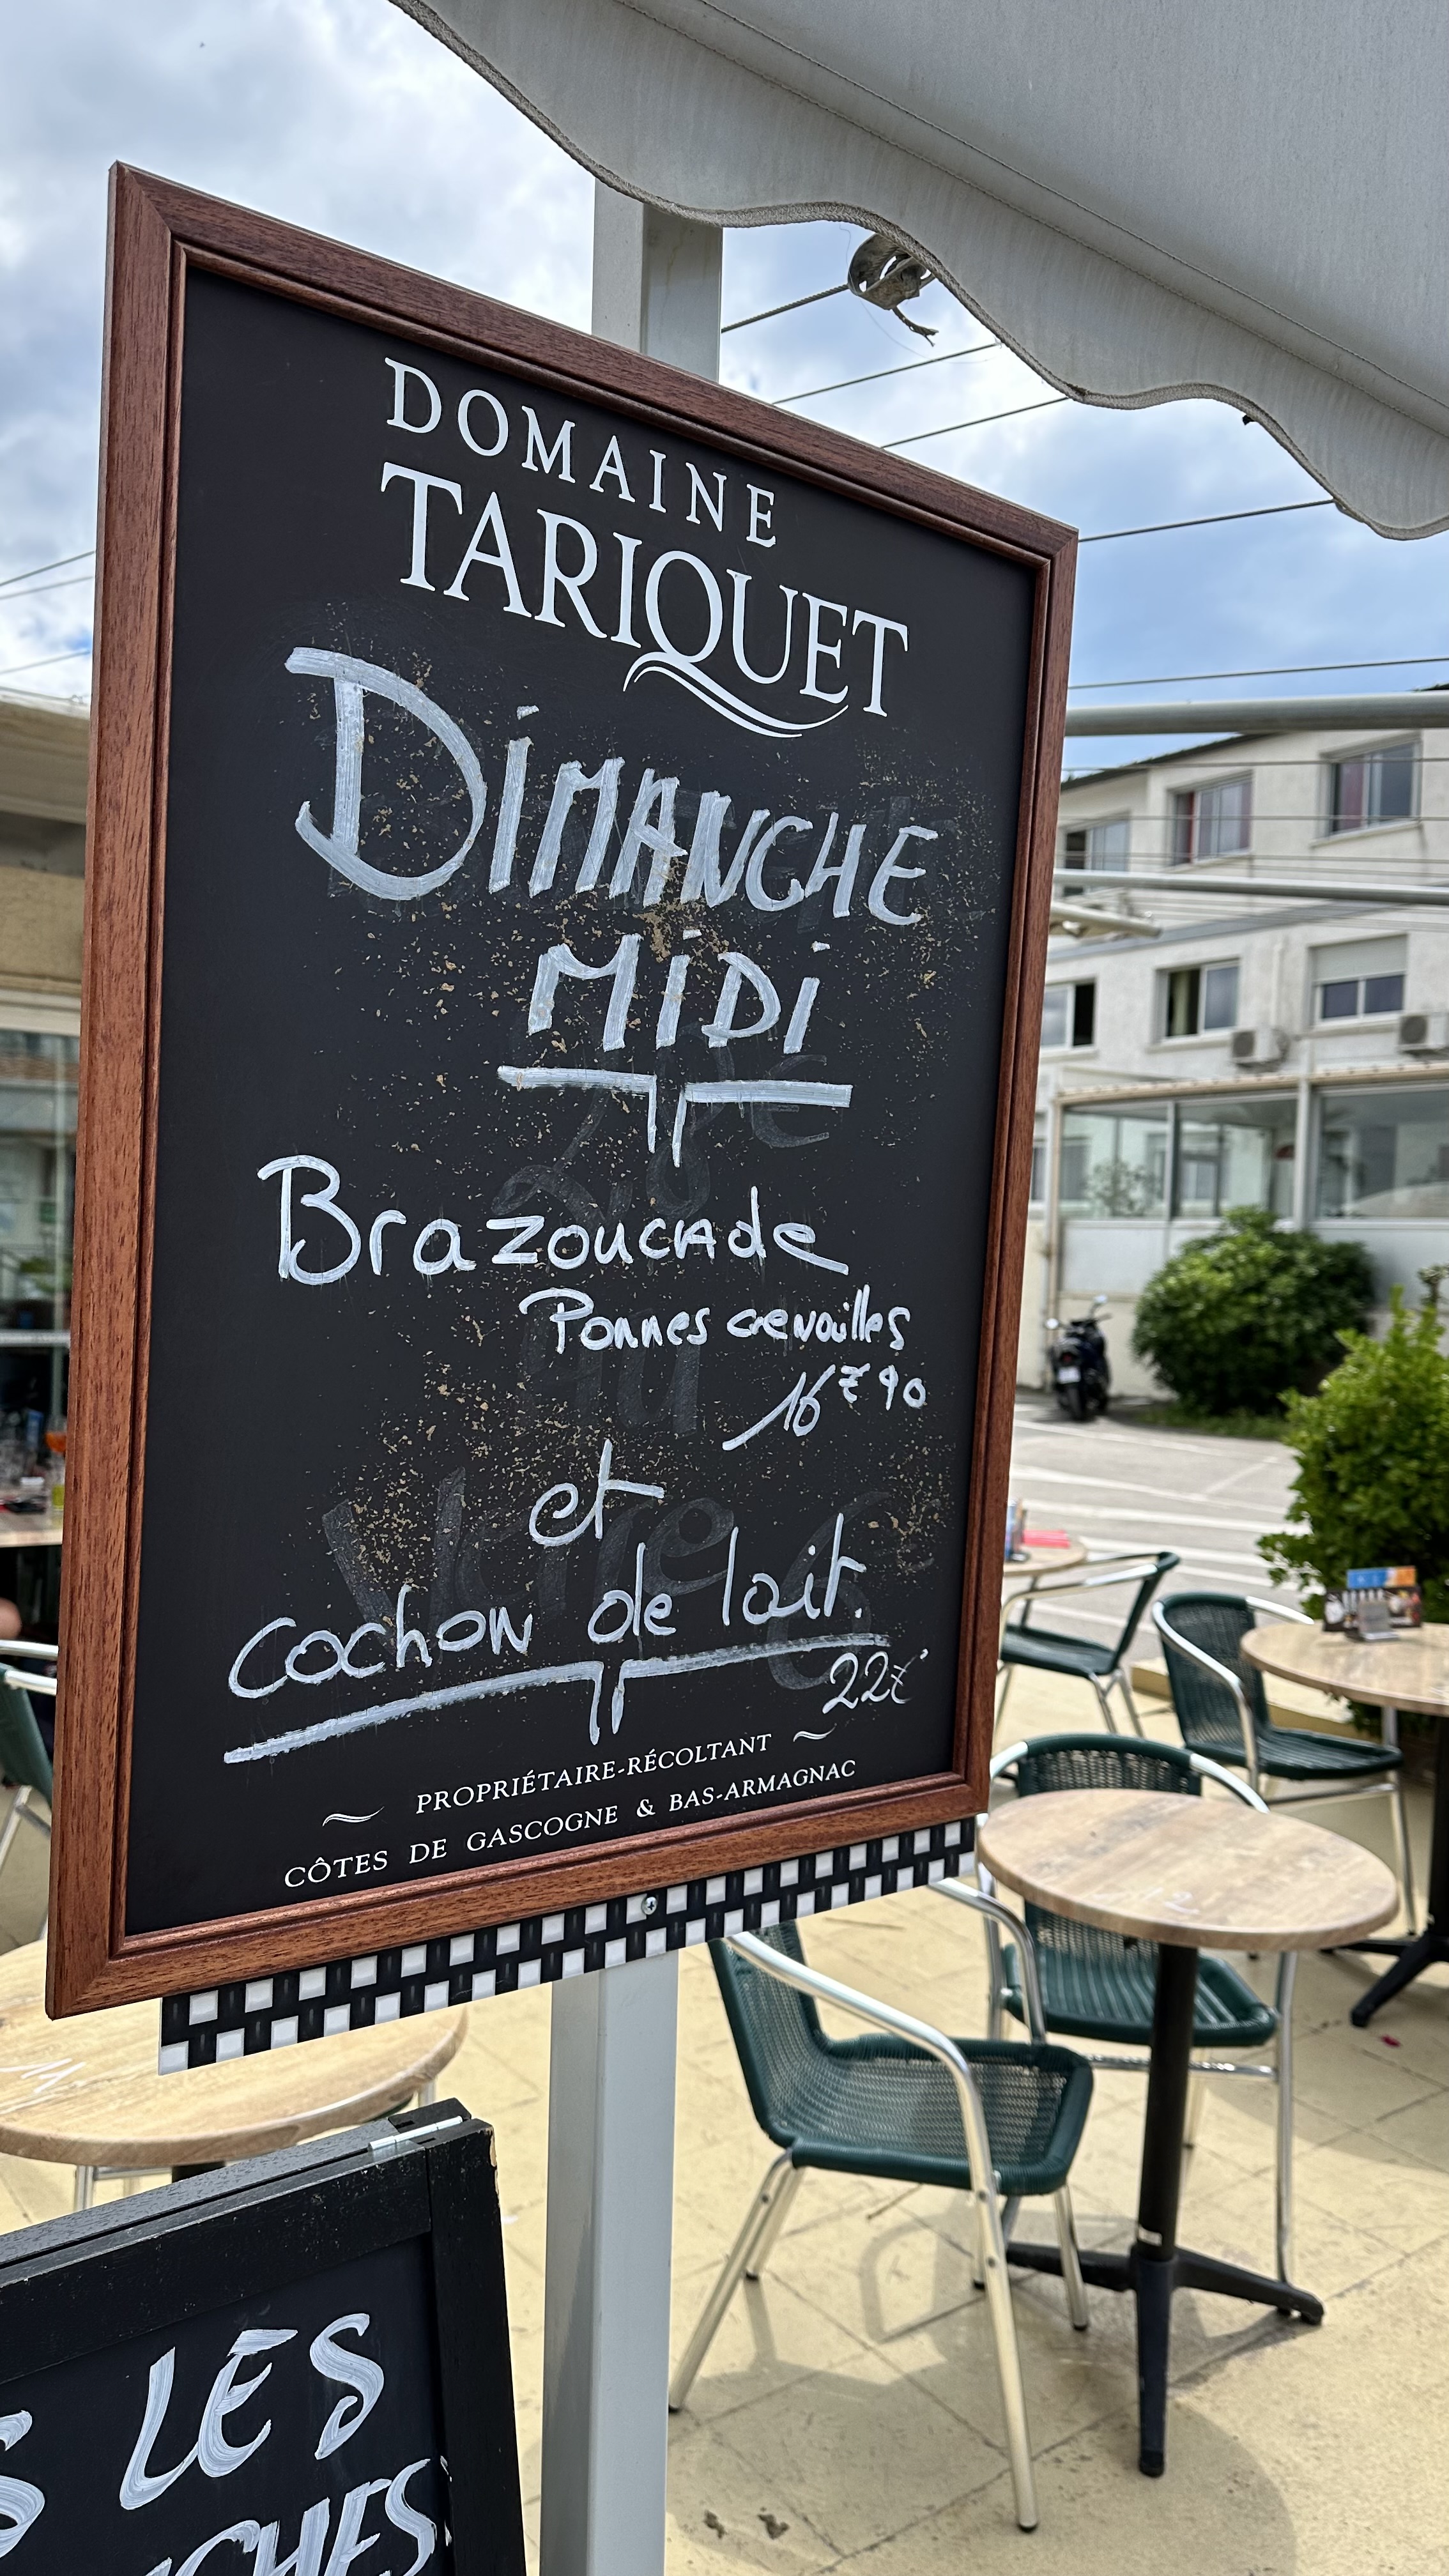 DOMAINE
TARIQUET
DIMANCHE
MIDI
Brazoucade
Pommes grenailles
16€90
et
cochon de lait.
22€
PROPRIÉTAIRE-RÉCOLTANT
CÔTES DE GASCOGNE & BAS-ARMAGNAC
LES